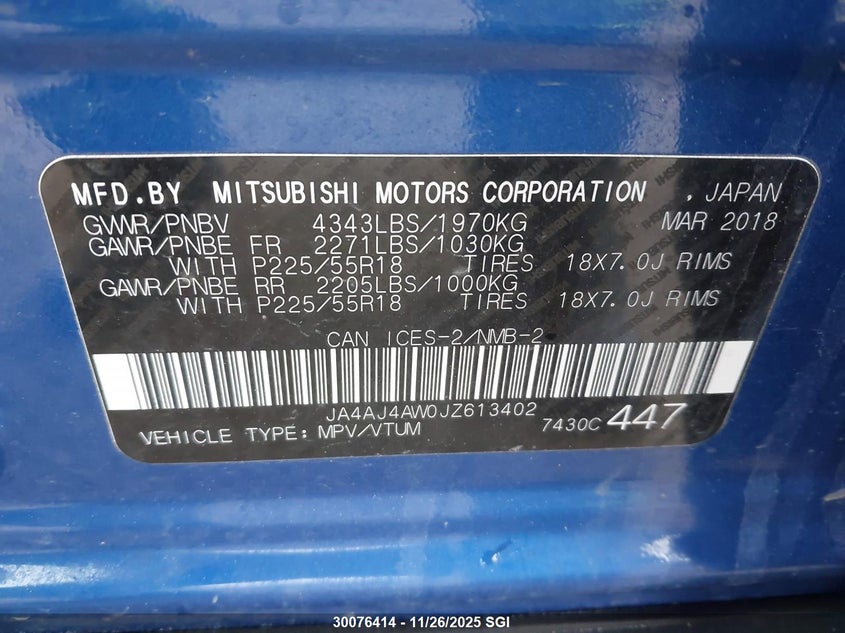 MFD.BY MITSUBISHI MOTORS CORPORATION , JAPAN
GVWR/PNBV 4343LBS/1970KG MAR 2018
GAWR/PNBE FR 2271LBS/1030KG
WITH P225/55R18 TIRES 18X7.0J RIMS
GAWR/PNBE RR 2205LBS/1000KG
WITH P225/55R18 TIRES 18X7.0J RIMS
CAN ICES-2/NMB-2
JA4AJ4AW0JZ613402
VEHICLE TYPE:MPV/VTUM 7430C 447
30076414 - 11/26/2025 SGI